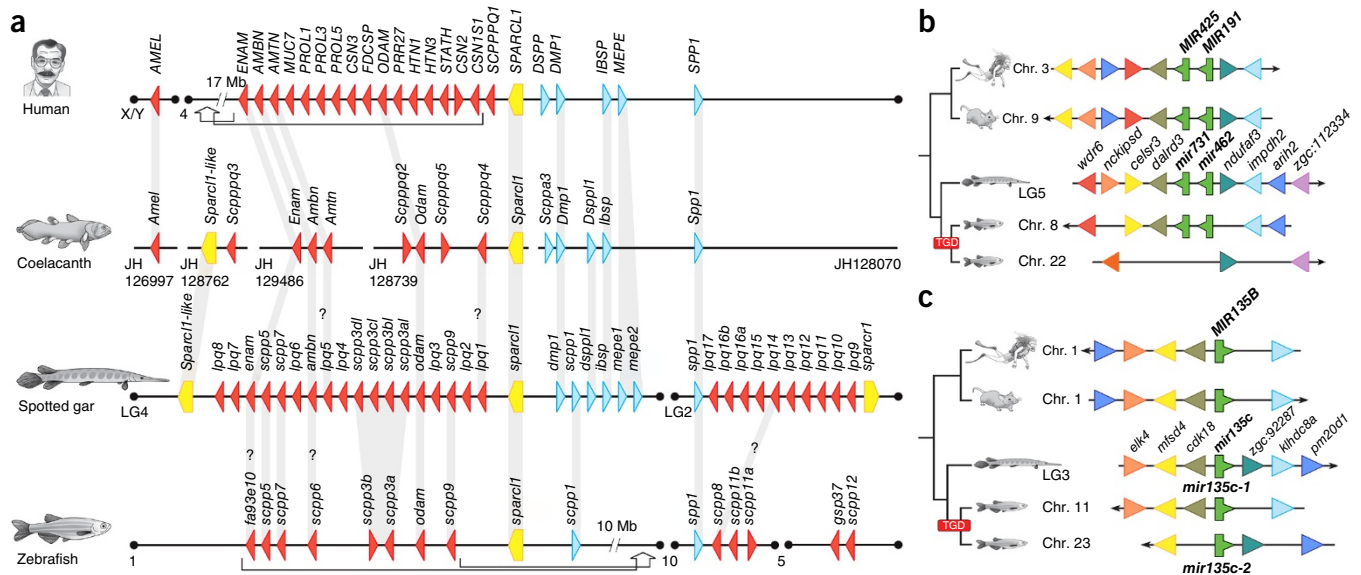 a
AMEL
ENAM
AMBN
AMTN
MUC7
PROL1
PROL3
PROL5
CSN3
FDCSP
ODAM
PRR27
HTN1
HTN3
STATH
CSN2
CSN1S1
SCPPPQ1
SPARCL1
DSPP
DMP1
IBSP
MEPE
SPP1
17 Mb
Human
X/Y
4
Amel
Sparcl1-like
Scpppq3
Enam
Ambn
Amtn
Scpppq2
Odam
Scpppq5
Scpppq4
Sparcl1
Scppa3
Dmp1
Dsppl1
Ibsp
Spp1
Coelacanth
JH
126997
JH
128762
JH
129486
JH
128739
JH128070
Sparcl1-like
lpq8
lpq7
enam
scpp5
scpp7
lpq6
ambn
?
lpq5
lpq4
scpp3dl
scpp3cl
scpp3bl
scpp3al
odam
lpq3
scpp9
lpq2
?
lpq1
sparcl1
dmp1
scpp1
dsppl1
ibsp
mepe1
mepe2
spp1
lpq17
lpq16b
lpq16a
lpq15
lpq14
lpq13
lpq12
lpq11
lpq10
lpq9
sparcr1
Spotted gar
LG4
LG2
?
?
?
fa93e10
scpp5
scpp7
scpp6
scpp3b
scpp3a
odam
scpp9
sparcl1
scpp1
spp1
scpp8
scpp11b
scpp11a
gsp37
scpp12
10 Mb
Zebrafish
1
10
5
b
MIR425
MIR191
Chr. 3
Chr. 9
wdr6
nckipsd
celsr3
dalrd3
mir731
mir462
ndufaf3
impdh2
arih2
zgc:112334
LG5
Chr. 8
TGD
Chr. 22
c
MIR135B
Chr. 1
Chr. 1
elk4
mfsd4
cdk18
mir135c
zgc:92287
klhdc8a
pm20d1
LG3
mir135c-1
Chr. 11
TGD
Chr. 23
mir135c-2